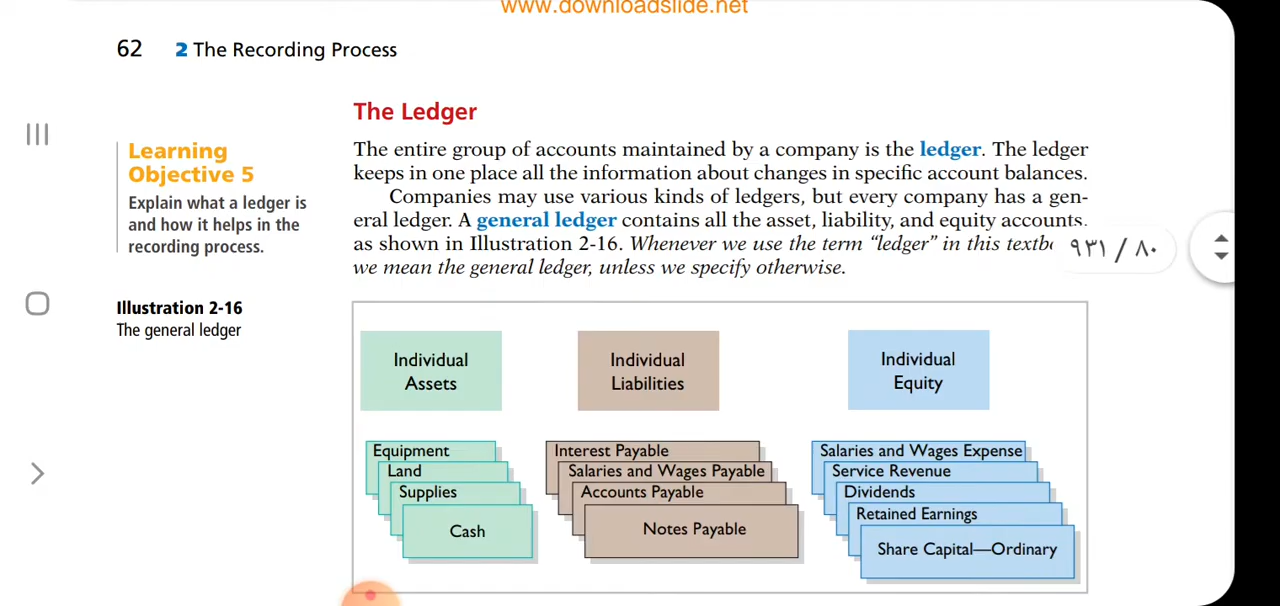 www.downloadslide.net
62 2 The Recording Process
The Ledger
Learning
Objective 5
Explain what a ledger is
and how it helps in the
recording process.
The entire group of accounts maintained by a company is the ledger. The ledger
keeps in one place all the information about changes in specific account balances.
Companies may use various kinds of ledgers, but every company has a gen-
eral ledger. A general ledger contains all the asset, liability, and equity accounts,
as shown in Illustration 2-16. Whenever we use the term “ledger” in this
we mean the general ledger, unless we specify otherwise.
٩٣١ / ٨٠
Illustration 2-16
The general ledger
Individual
Assets
Individual
Liabilities
Individual
Equity
Equipment
Land
Supplies
Cash
Interest Payable
Salaries and Wages Payable
Accounts Payable
Notes Payable
Salaries and Wages Expense
Service Revenue
Dividends
Retained Earnings
Share Capital—Ordinary